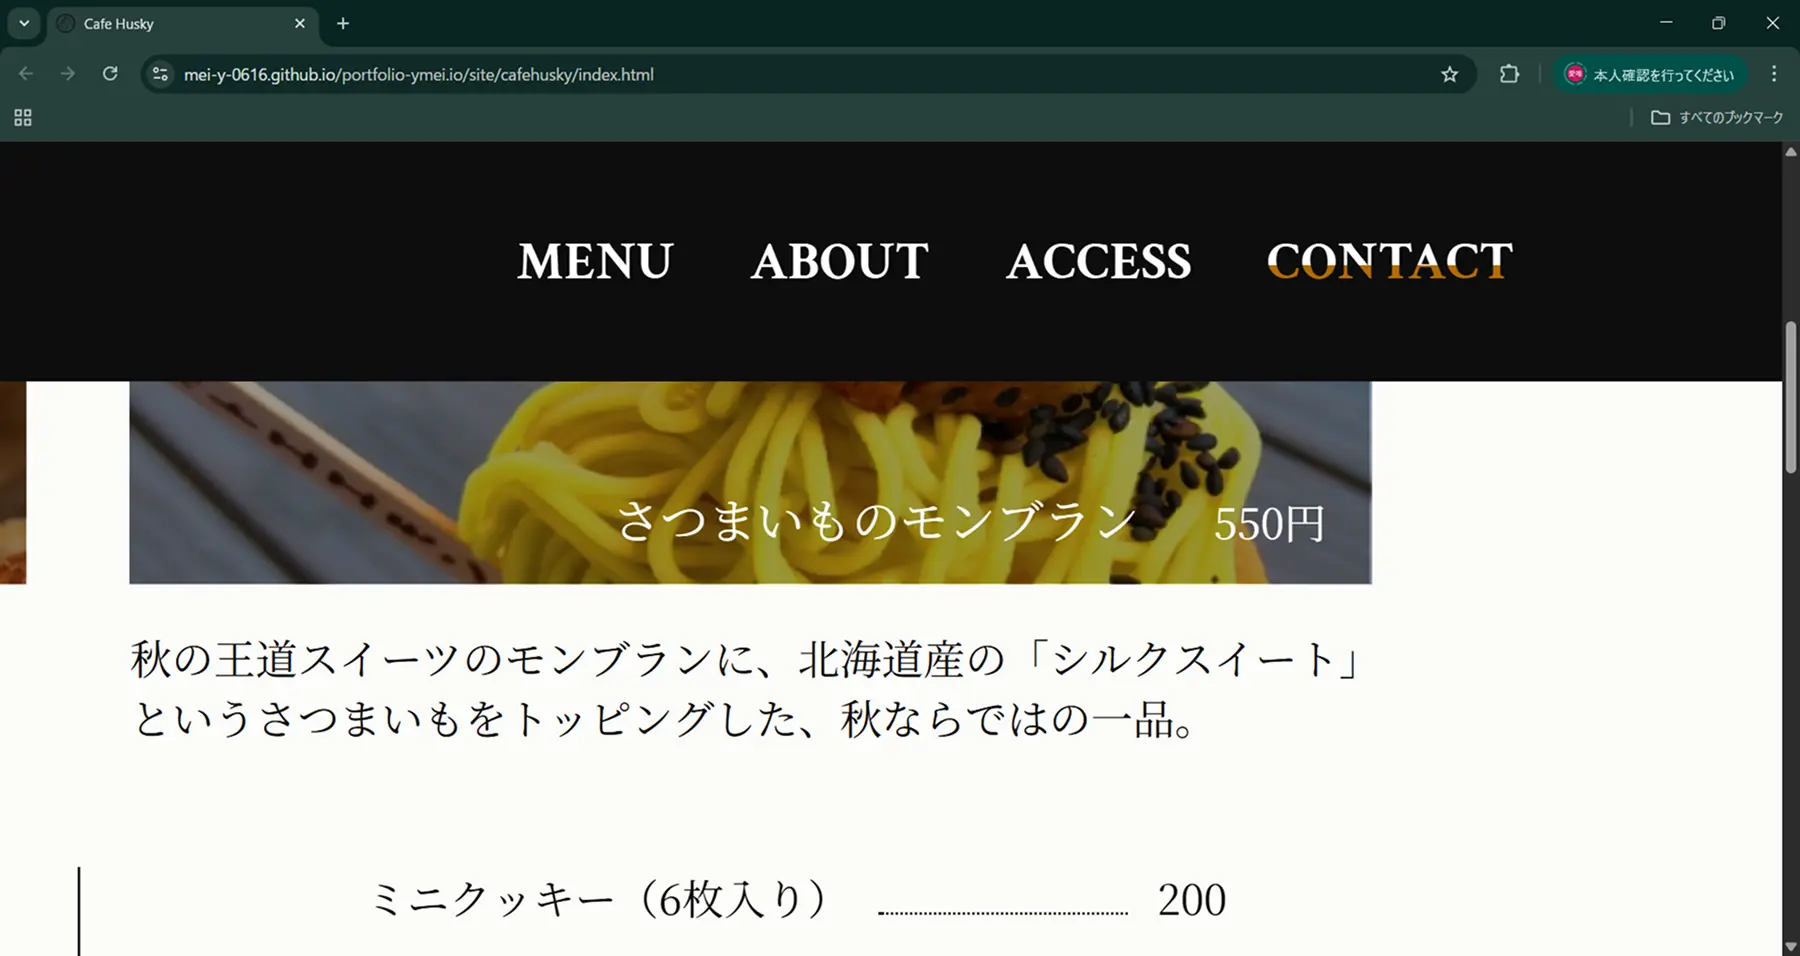 Cafe Husky
mei-y-0616.github.io/portfolio-ymei.io/site/cafehusky/index.html
愛唯
本人確認を行ってください
すべてのブックマーク
MENU ABOUT ACCESS CONTACT
さつまいものモンブラン 550円
秋の王道スイーツのモンブランに、北海道産の「シルクスイート」
というさつまいもをトッピングした、秋ならではの一品。
ミニクッキー（6枚入り） 200